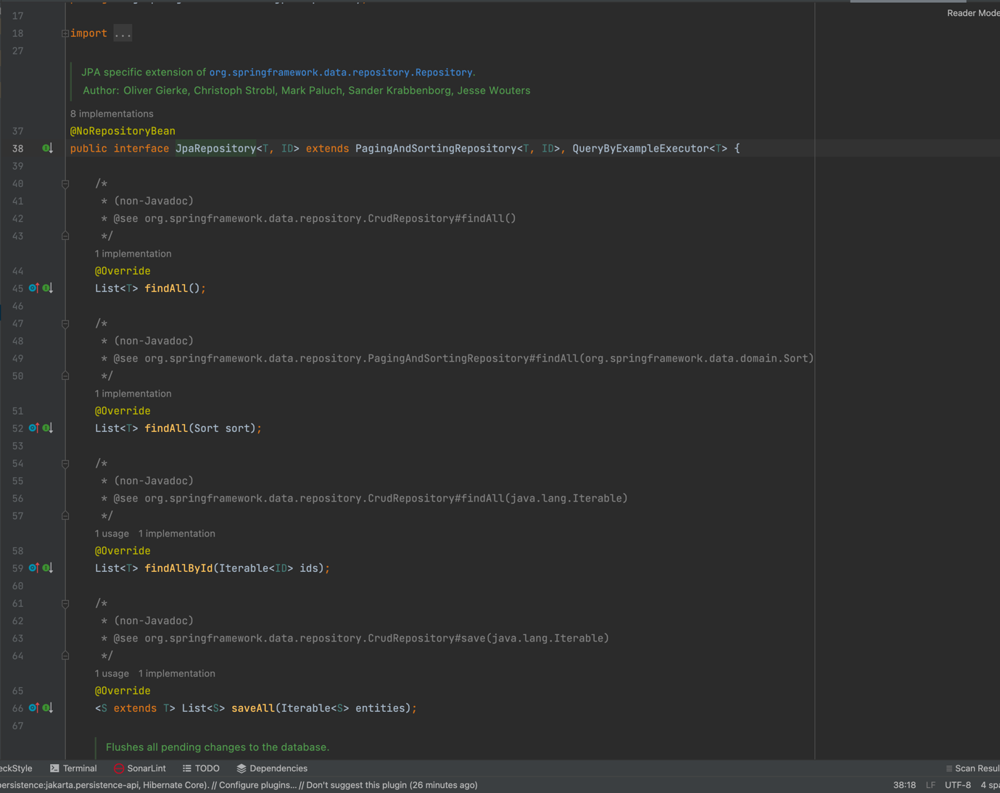 17
Reader Mode
18 import ...
27
JPA specific extension of org.springframework.data.repository.Repository.
Author: Oliver Gierke, Christoph Strobl, Mark Paluch, Sander Krabbenborg, Jesse Wouters
8 implementations
37 @NoRepositoryBean
38 public interface JpaRepository<T, ID> extends PagingAndSortingRepository<T, ID>, QueryByExampleExecutor<T> {
39
40 /*
41 * (non-Javadoc)
42 * @see org.springframework.data.repository.CrudRepository#findAll()
43 */
1 implementation
44 @Override
45 List<T> findAll();
46
47 /*
48 * (non-Javadoc)
49 * @see org.springframework.data.repository.PagingAndSortingRepository#findAll(org.springframework.data.domain.Sort)
50 */
1 implementation
51 @Override
52 List<T> findAll(Sort sort);
53
54 /*
55 * (non-Javadoc)
56 * @see org.springframework.data.repository.CrudRepository#findAll(java.lang.Iterable)
57 */
1 usage 1 implementation
58 @Override
59 List<T> findAllById(Iterable<ID> ids);
60
61 /*
62 * (non-Javadoc)
63 * @see org.springframework.data.repository.CrudRepository#save(java.lang.Iterable)
64 */
1 usage 1 implementation
65 @Override
66 <S extends T> List<S> saveAll(Iterable<S> entities);
67
Flushes all pending changes to the database.
eckStyle Terminal SonarLint TODO Dependencies Scan Resul
persistence:jakarta.persistence-api, Hibernate Core). // Configure plugins... // Don't suggest this plugin (26 minutes ago) 38:18 LF UTF-8 4 spa